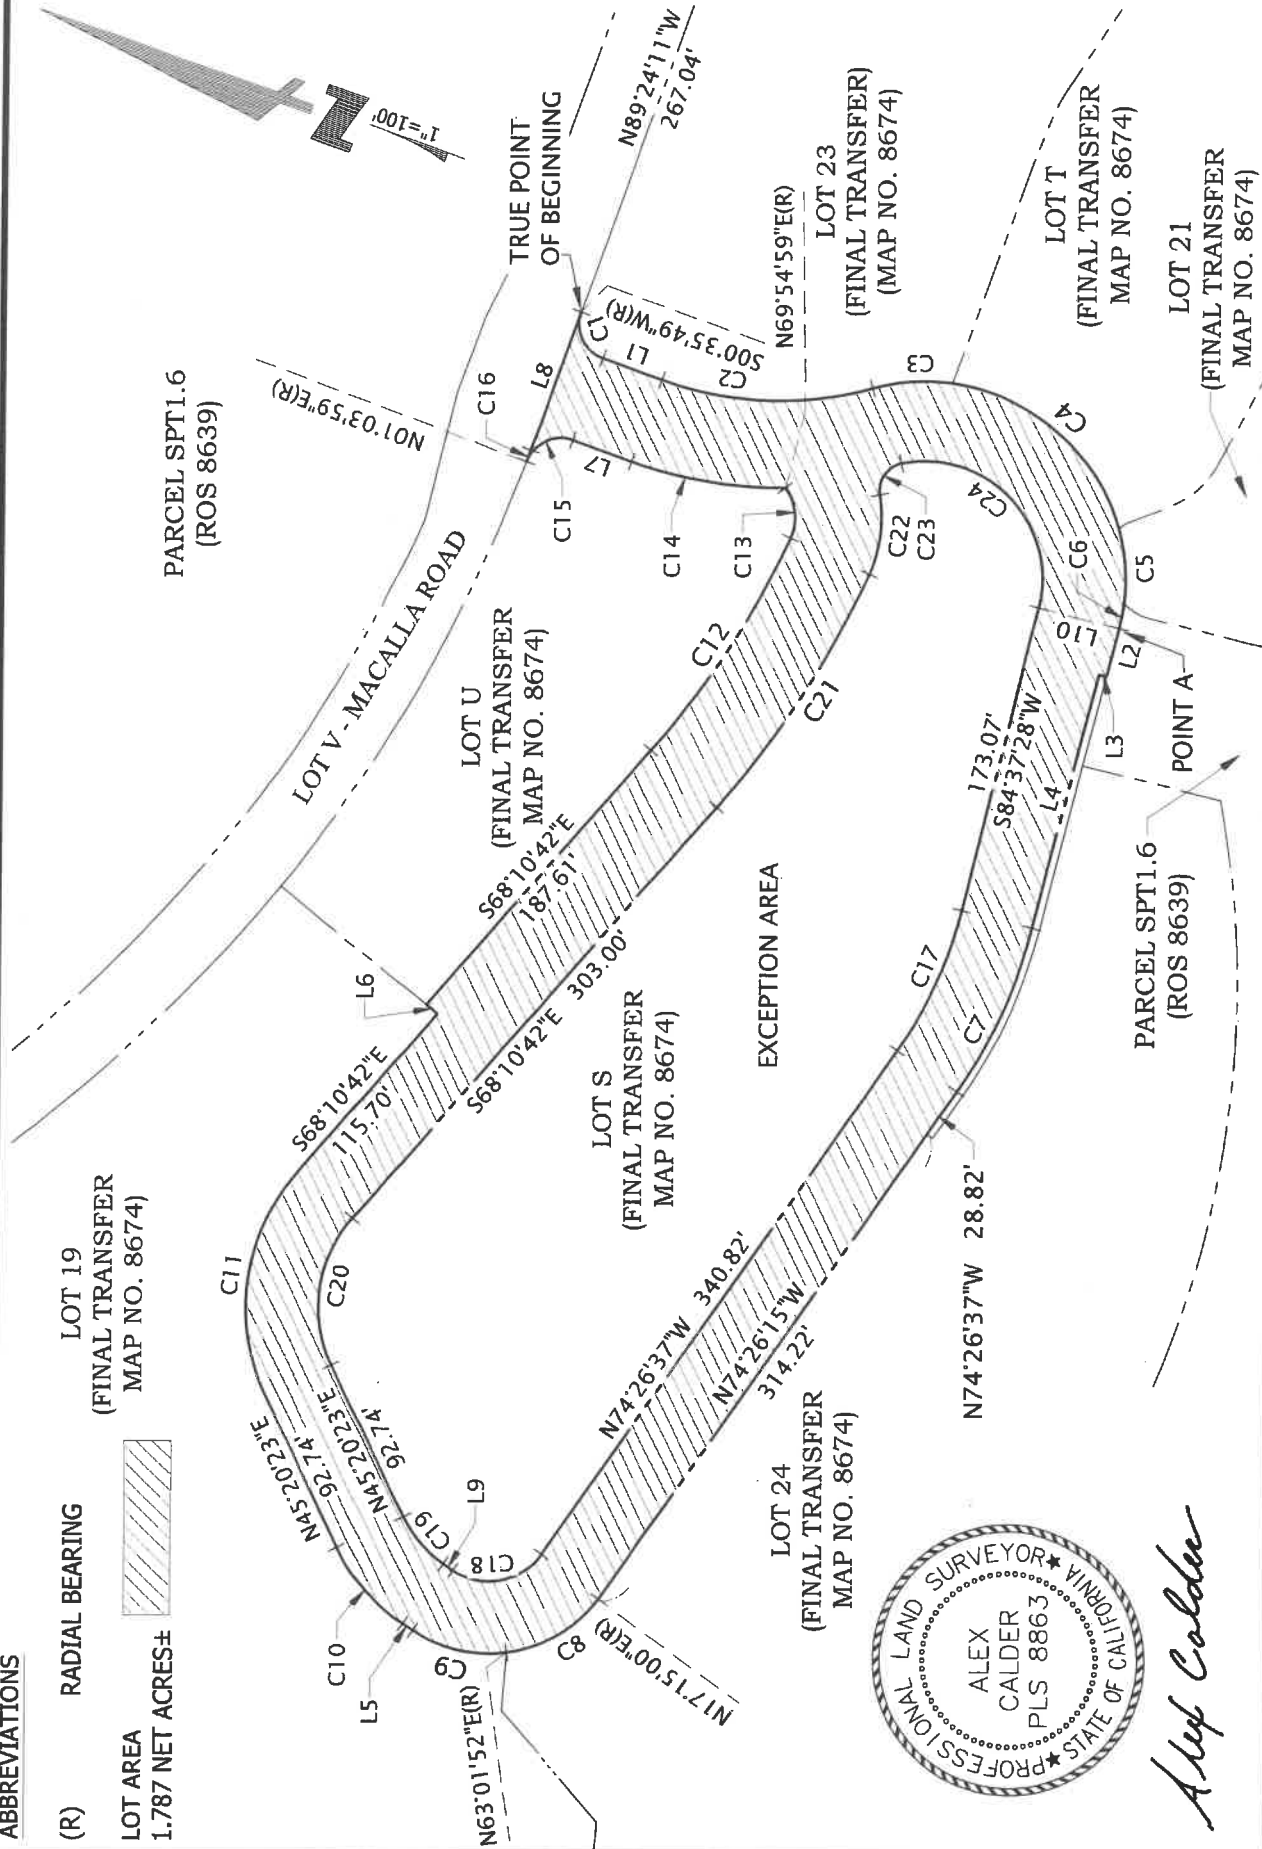 ABBREVIATIONS
(R) RADIAL BEARING
LOT AREA
1.787 NET ACRES±
LOT 19
(FINAL TRANSFER
MAP NO. 8674)
PARCEL SPT1.6
(ROS 8639)
1"=100'
LOT V - MACALLA ROAD
N01°03'59"E(R)
C16
L8
TRUE POINT
OF BEGINNING
N89°24'11"W
267.04'
C1
L1
S00°35'49"W(R)
C2
C15
L7
C14
C13
N69°54'59"E(R)
LOT 23
(FINAL TRANSFER)
(MAP NO. 8674)
C3
LOT T
(FINAL TRANSFER
MAP NO. 8674)
C4
LOT 21
(FINAL TRANSFER
MAP NO. 8674)
LOT U
(FINAL TRANSFER
MAP NO. 8674)
C12
C21
C22
C23
C24
C6
C5
L10
L2
L3
POINT A
L6
S68°10'42"E
187.61'
S68°10'42"E
115.70'
S68°10'42"E 303.00'
EXCEPTION AREA
173.07'
S84°37'28"W
L4
C17
C7
PARCEL SPT1.6
(ROS 8639)
LOT S
(FINAL TRANSFER
MAP NO. 8674)
C11
C20
N45°20'23"E
92.74'
N45°20'23"E
92.74'
C19
L9
C18
C10
L5
C9
C8
N63°01'52"E(R)
N17°15'00"E(R)
N74°26'37"W 340.82'
N74°26'15"W
314.22'
N74°26'37"W 28.82'
LOT 24
(FINAL TRANSFER
MAP NO. 8674)
PROFESSIONAL LAND SURVEYOR
ALEX
CALDER
PLS 8863
STATE OF CALIFORNIA
Alex Calder